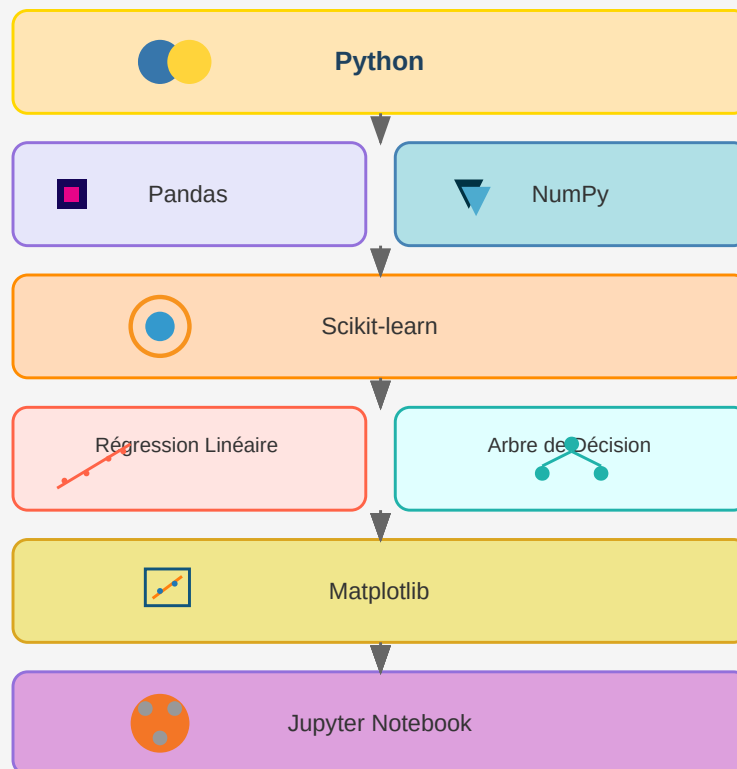 Python
Pandas
NumPy
Scikit-learn
Régression Linéaire
Arbre de Décision
Matplotlib
Jupyter Notebook